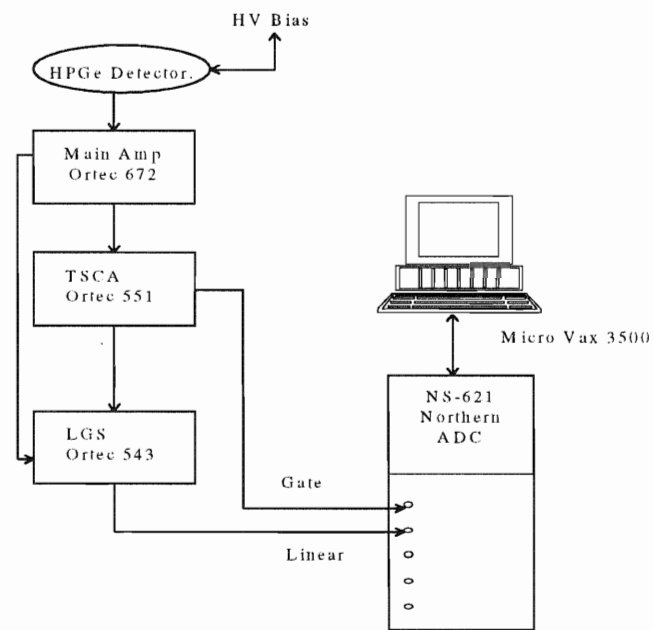 HV Bias
HPGe Detector.
Main Amp
Ortec 672
TSCA
Ortec 551
Micro Vax 3500
NS-621
Northern
ADC
LGS
Ortec 543
Gate
Linear